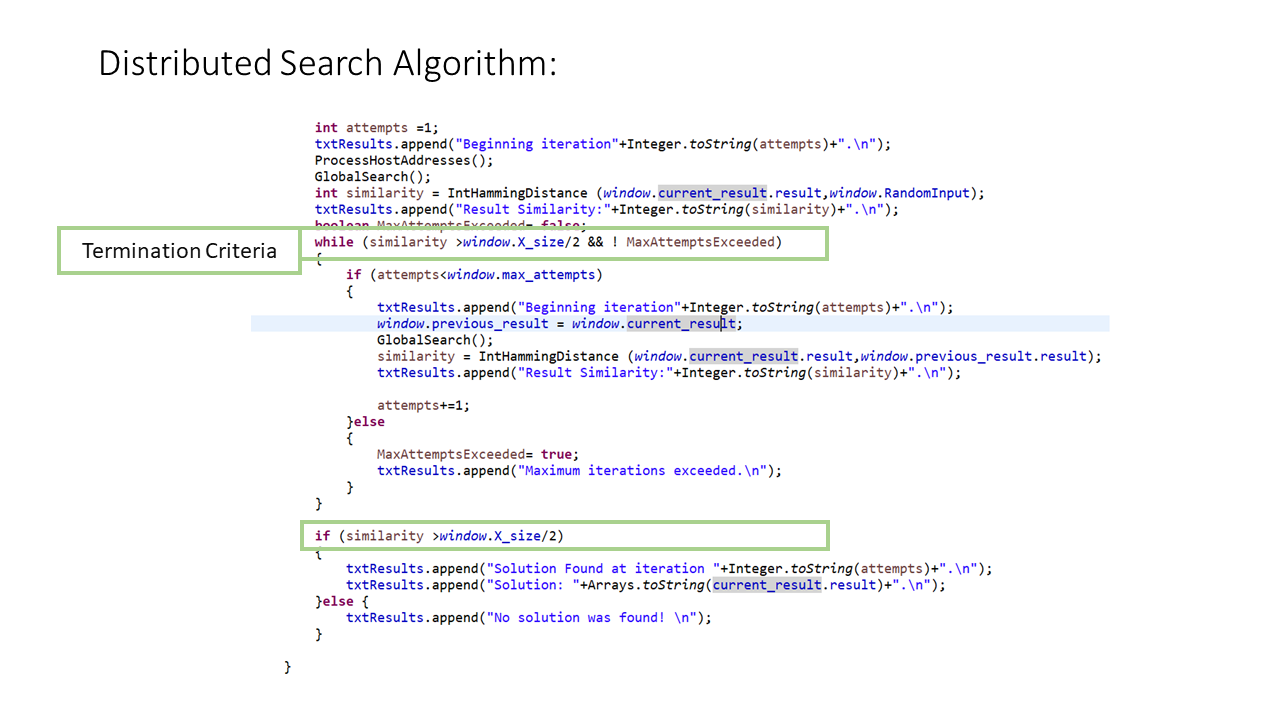 Distributed Search Algorithm:
int attempts =1;
txtResults.append("Beginning iteration"+Integer.toString(attempts)+".\n");
ProcessHostAddresses();
GlobalSearch();
int similarity = IntHammingDistance (window.current_result.result,window.RandomInput);
txtResults.append("Result Similarity:"+Integer.toString(similarity)+".\n");
boolean MaxAttemptsExceeded= false;
Termination Criteria
while (similarity >window.X_size/2 && ! MaxAttemptsExceeded)
{
if (attempts<window.max_attempts)
{
txtResults.append("Beginning iteration"+Integer.toString(attempts)+".\n");
window.previous_result = window.current_result;
GlobalSearch();
similarity = IntHammingDistance (window.current_result.result,window.previous_result.result);
txtResults.append("Result Similarity:"+Integer.toString(similarity)+".\n");
attempts+=1;
}else
{
MaxAttemptsExceeded= true;
txtResults.append("Maximum iterations exceeded.\n");
}
}
if (similarity >window.X_size/2)
{
txtResults.append("Solution Found at iteration "+Integer.toString(attempts)+".\n");
txtResults.append("Solution: "+Arrays.toString(current_result.result)+".\n");
}else {
txtResults.append("No solution was found! \n");
}
}